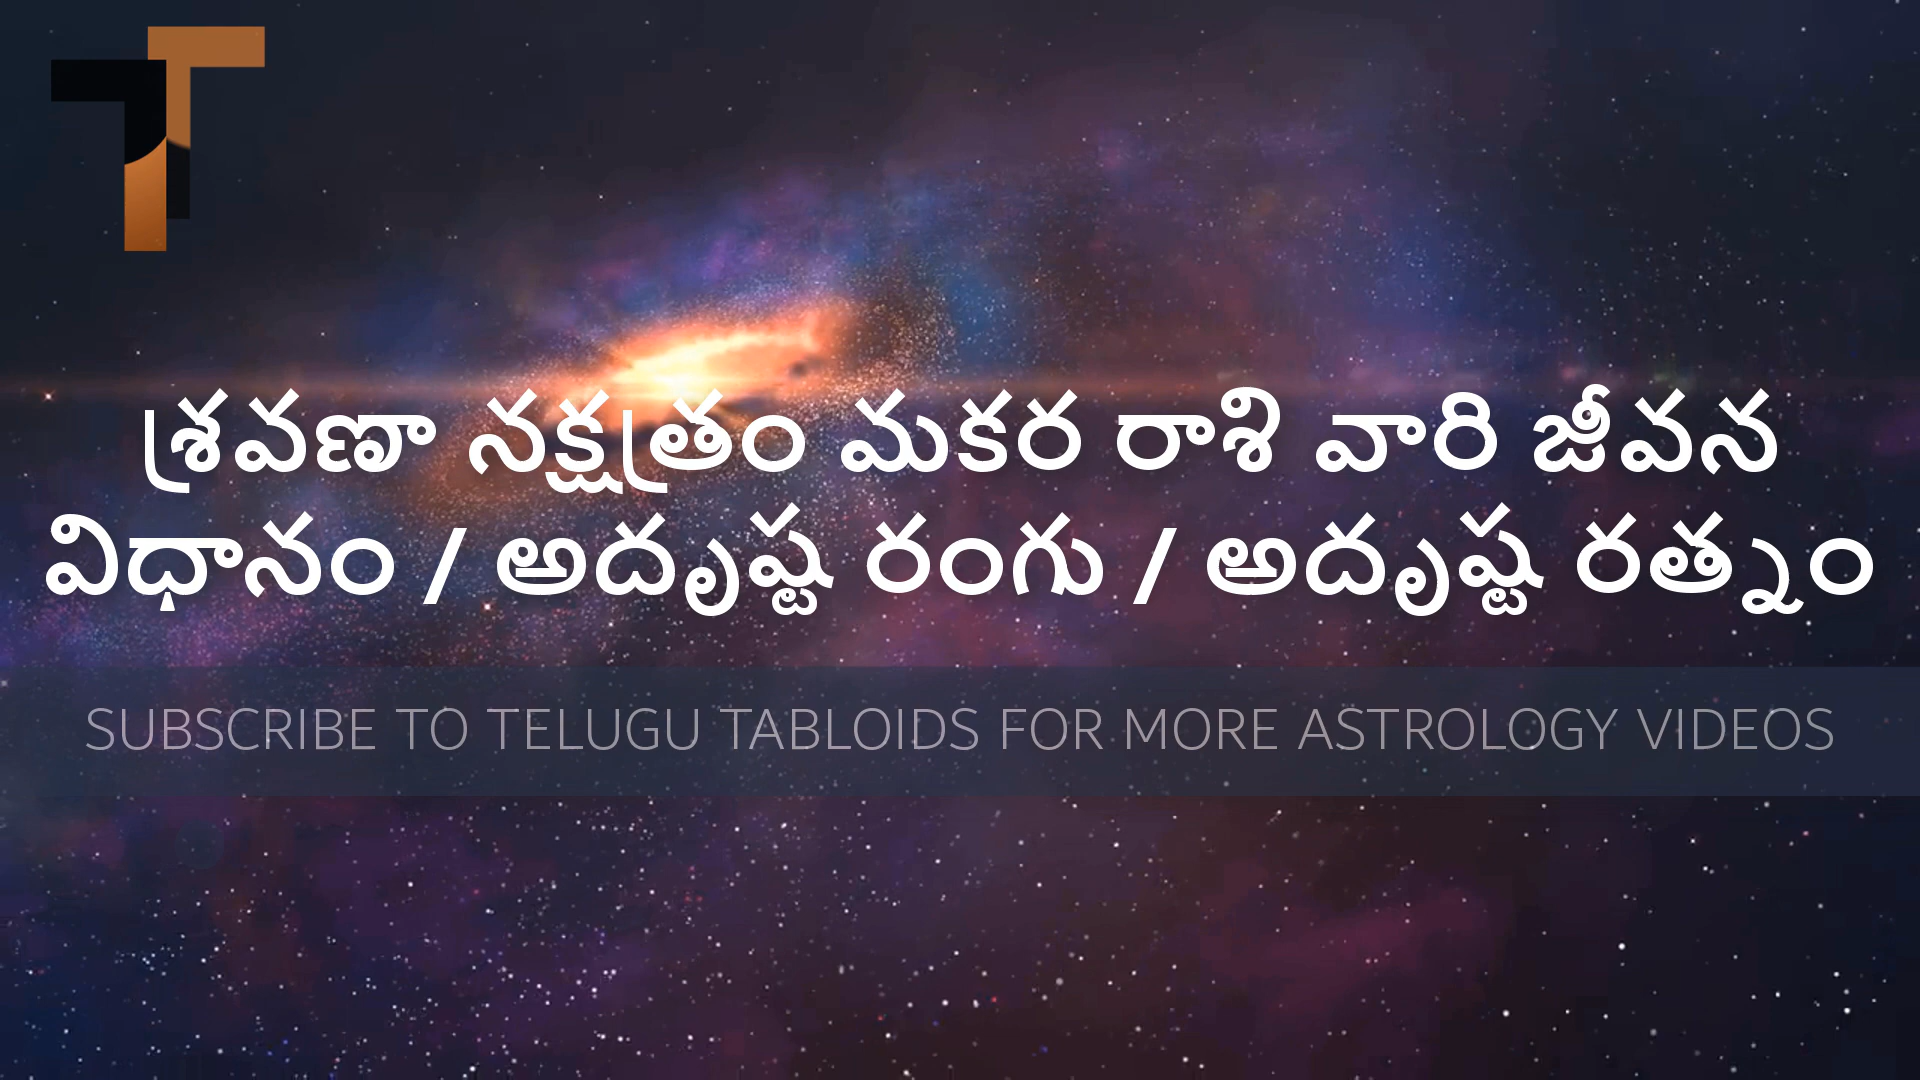 శ్రవణా నక్షత్రం మకర రాశి వారి జీవన
విధానం / అదృష్ట రంగు / అదృష్ట రత్నం
SUBSCRIBE TO TELUGU TABLOIDS FOR MORE ASTROLOGY VIDEOS